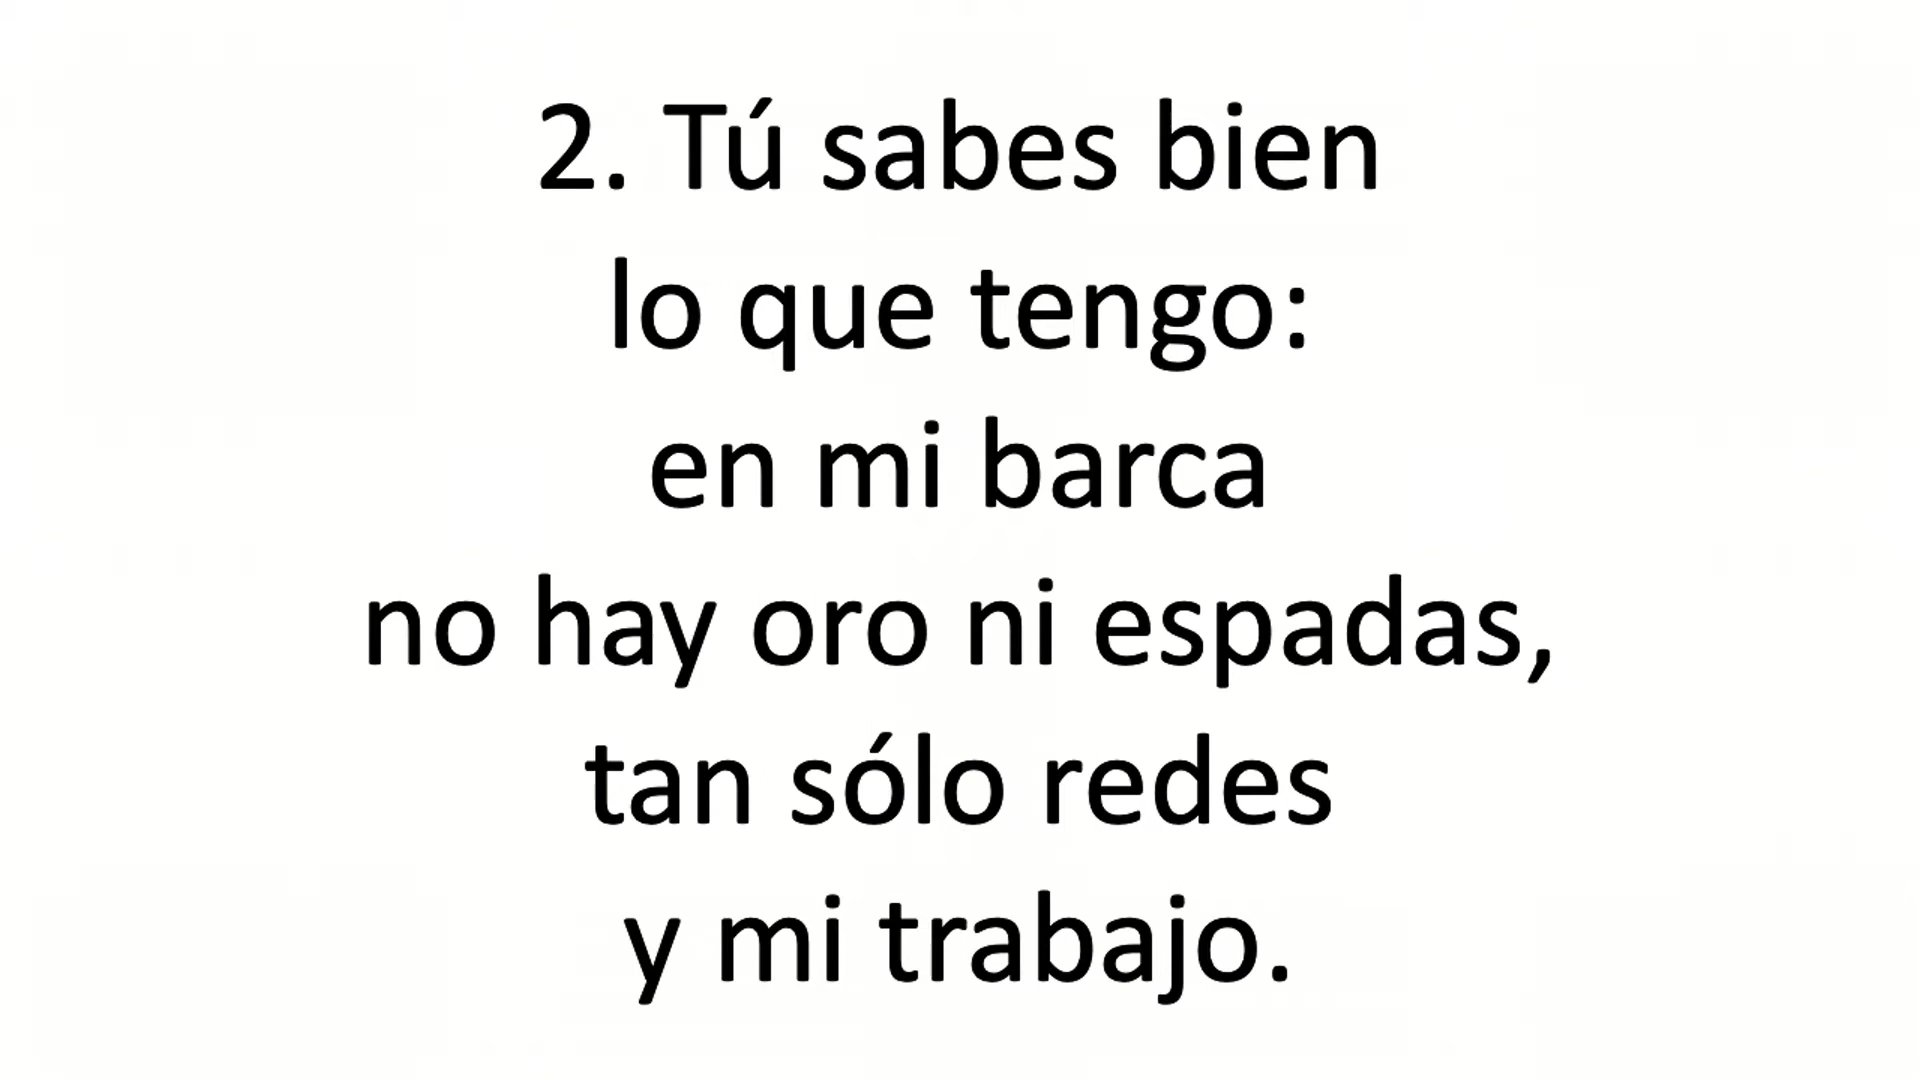 2. Tú sabes bien
lo que tengo:
en mi barca
no hay oro ni espadas,
tan sólo redes
y mi trabajo.